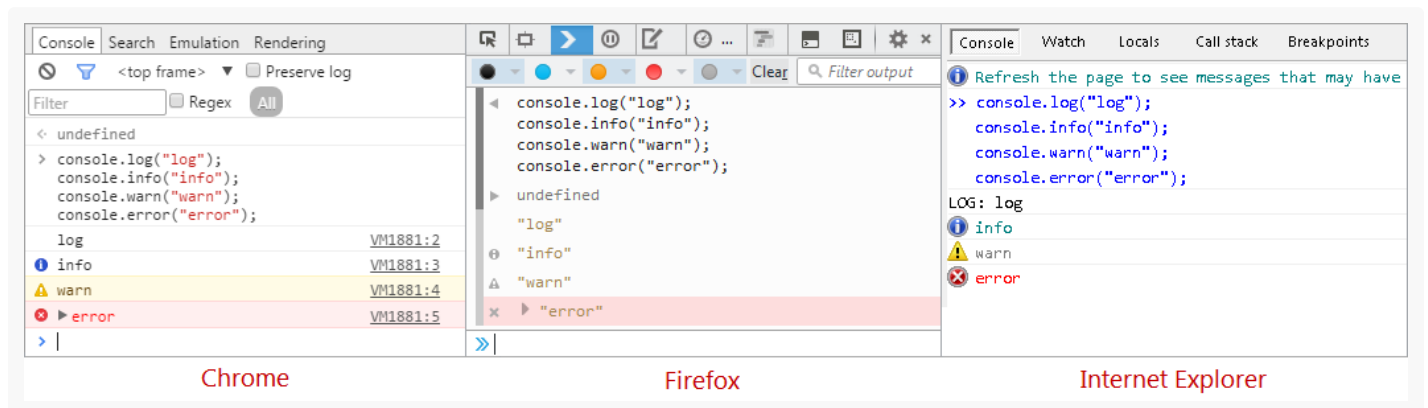 Console Search Emulation Rendering
<top frame> ▼ Preserve log
Filter Regex All
undefined
> console.log("log");
console.info("info");
console.warn("warn");
console.error("error");
log VM1881:2
info VM1881:3
warn VM1881:4
error VM1881:5
>
Chrome
...
Clear Filter output
console.log("log");
console.info("info");
console.warn("warn");
console.error("error");
undefined
"log"
"info"
"warn"
"error"
Firefox
Console Watch Locals Call stack Breakpoints
Refresh the page to see messages that may have
>> console.log("log");
console.info("info");
console.warn("warn");
console.error("error");
LOG: log
info
warn
error
Internet Explorer